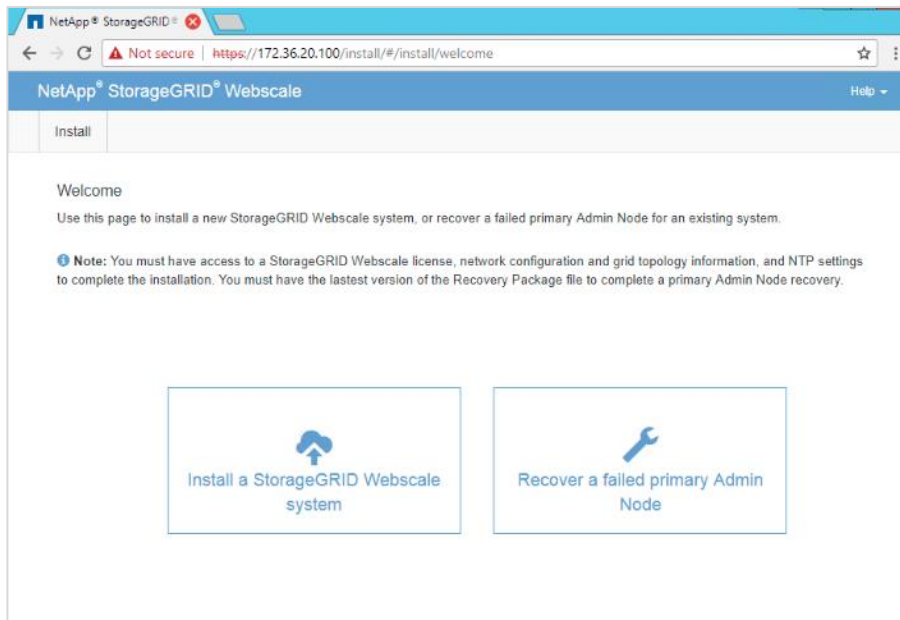 NetApp® StorageGRID®
Not secure | https://172.36.20.100/install/#/install/welcome
NetApp® StorageGRID® Webscale
Help
Install
Welcome
Use this page to install a new StorageGRID Webscale system, or recover a failed primary Admin Node for an existing system.
Note: You must have access to a StorageGRID Webscale license, network configuration and grid topology information, and NTP settings
to complete the installation. You must have the lastest version of the Recovery Package file to complete a primary Admin Node recovery.
Install a StorageGRID Webscale
system
Recover a failed primary Admin
Node